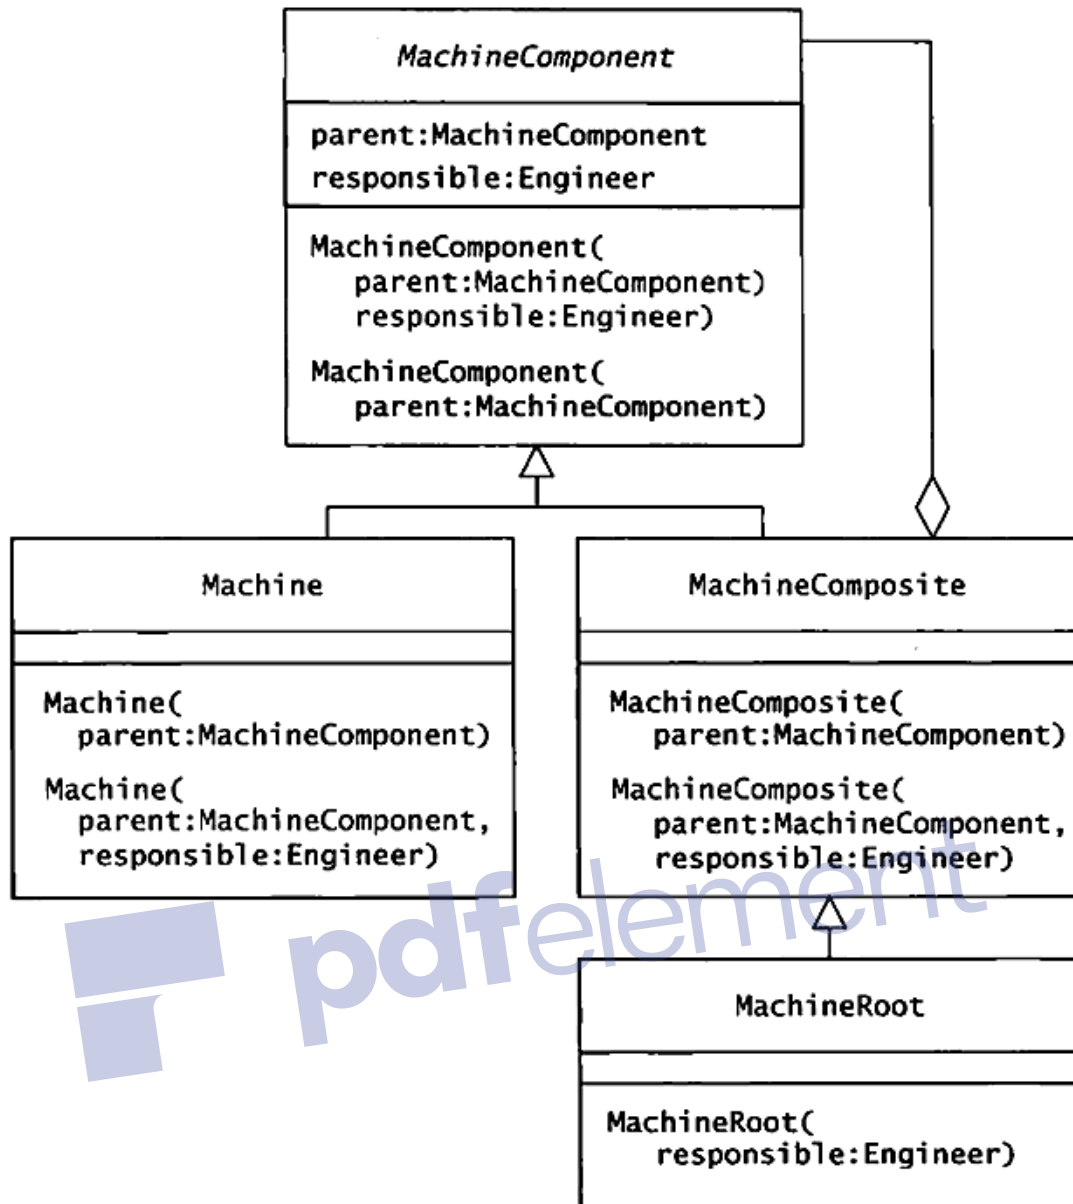 MachineComponent
parent:MachineComponent
responsible:Engineer
MachineComponent(
parent:MachineComponent)
responsible:Engineer)
MachineComponent(
parent:MachineComponent)
Machine
Machine(
parent:MachineComponent)
Machine(
parent:MachineComponent,
responsible:Engineer)
MachineComposite
MachineComposite(
parent:MachineComponent)
MachineComposite(
parent:MachineComponent,
responsible:Engineer)
pdfelement
MachineRoot
MachineRoot(
responsible:Engineer)